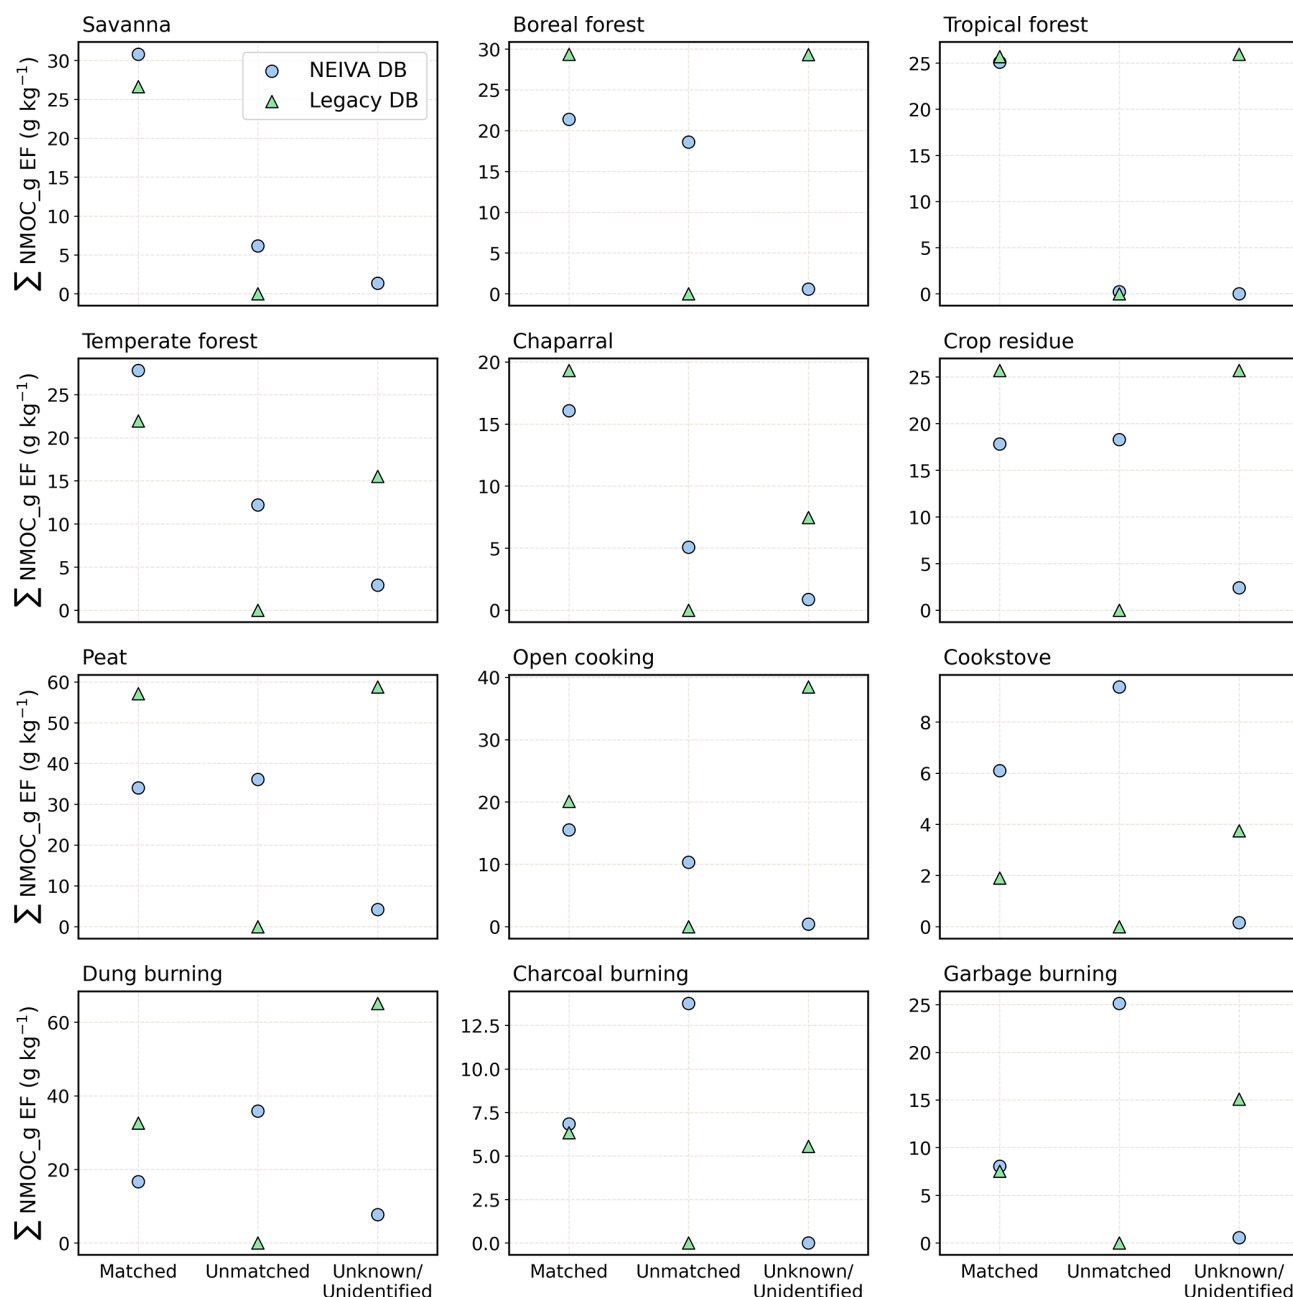 Savanna
Boreal forest
Tropical forest
∑ NMOC_g EF (g kg⁻¹)
30
25
20
15
10
5
0
NEIVA DB
Legacy DB
30
25
20
15
10
5
0
25
20
15
10
5
0
Temperate forest
Chaparral
Crop residue
∑ NMOC_g EF (g kg⁻¹)
25
20
15
10
5
0
20
15
10
5
0
25
20
15
10
5
0
Peat
Open cooking
Cookstove
∑ NMOC_g EF (g kg⁻¹)
60
50
40
30
20
10
0
40
30
20
10
0
8
6
4
2
0
Dung burning
Charcoal burning
Garbage burning
∑ NMOC_g EF (g kg⁻¹)
60
40
20
0
12.5
10.0
7.5
5.0
2.5
0.0
25
20
15
10
5
0
Matched
Unmatched
Unknown/
Unidentified
Matched
Unmatched
Unknown/
Unidentified
Matched
Unmatched
Unknown/
Unidentified